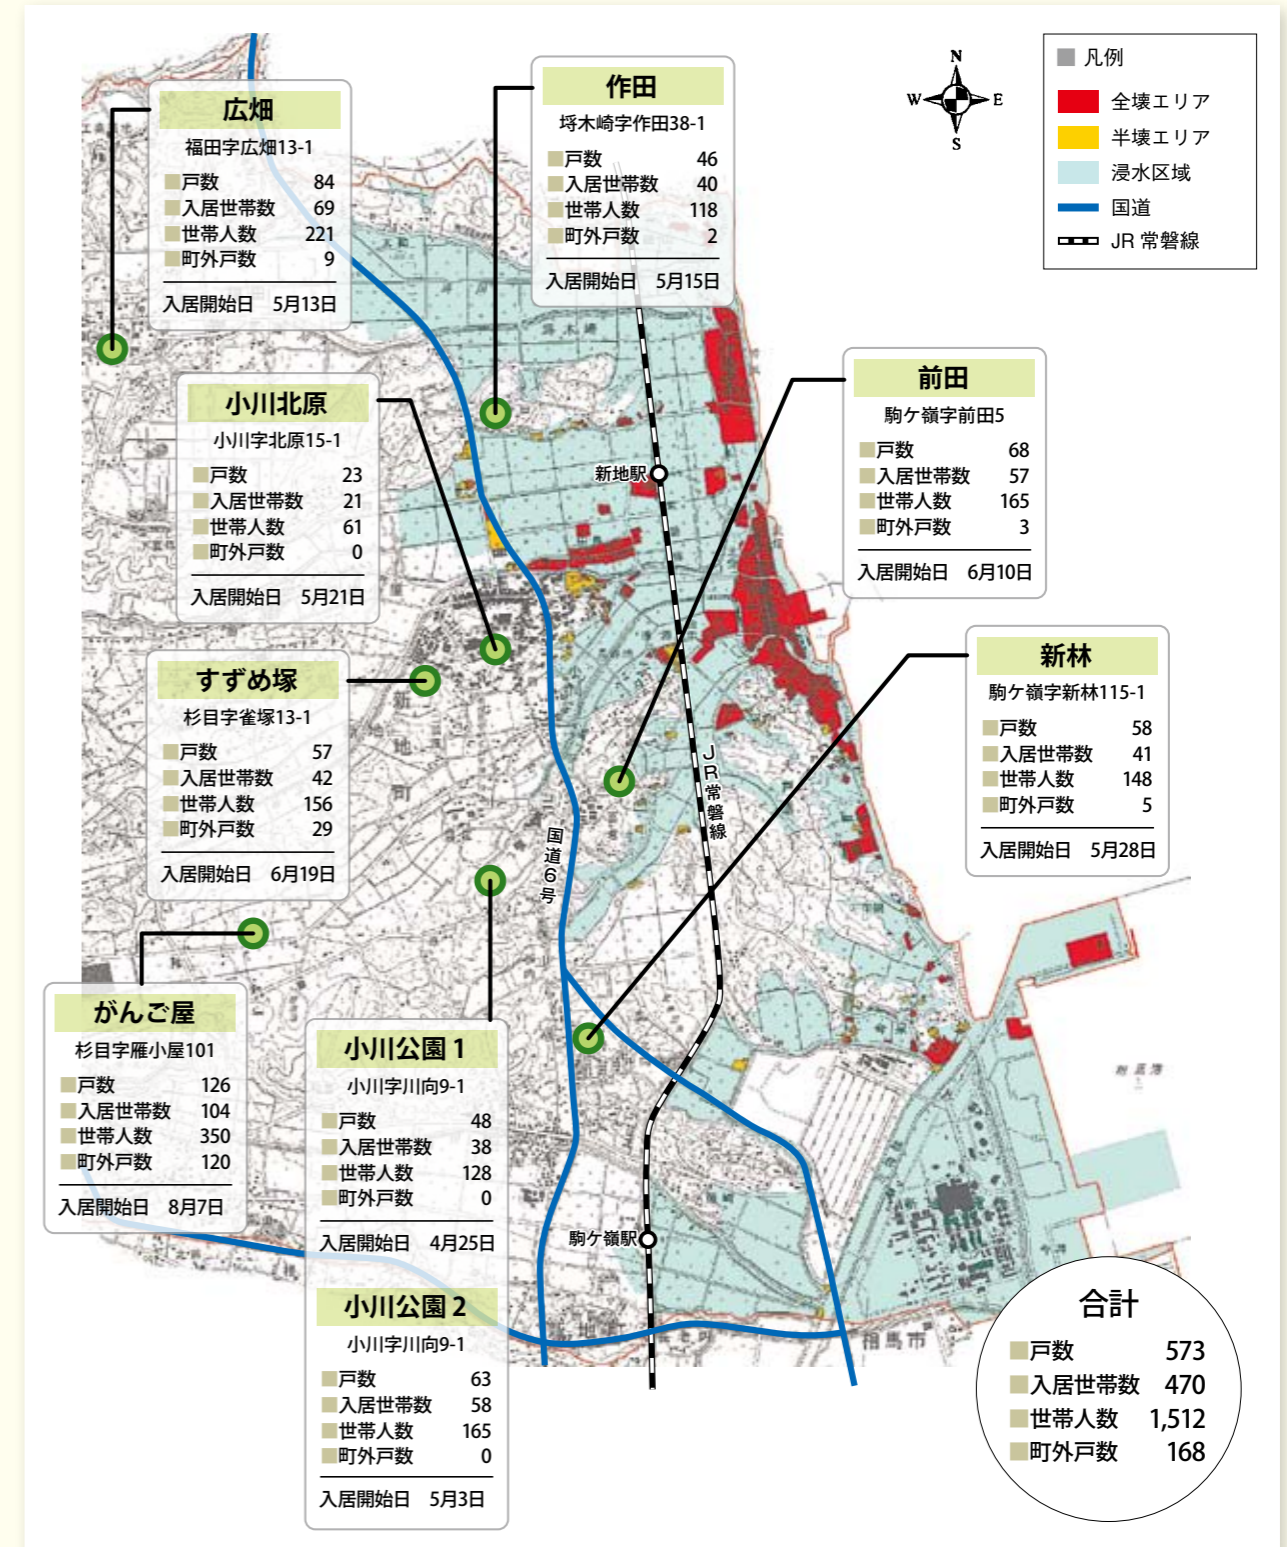 広畑
福田字広畑13-1
戸数 84
入居世帯数 69
世帯人数 221
町外戸数 9
入居開始日 5月13日
作田
埒木崎字作田38-1
戸数 46
入居世帯数 40
世帯人数 118
町外戸数 2
入居開始日 5月15日
N
W E
S
凡例
全壊エリア
半壊エリア
浸水区域
国道
JR 常磐線
小川北原
小川字北原15-1
戸数 23
入居世帯数 21
世帯人数 61
町外戸数 0
入居開始日 5月21日
前田
駒ケ嶺字前田5
戸数 68
入居世帯数 57
世帯人数 165
町外戸数 3
入居開始日 6月10日
新地駅
すずめ塚
杉目字雀塚13-1
戸数 57
入居世帯数 42
世帯人数 156
町外戸数 29
入居開始日 6月19日
新地町
JR常磐線
国道6号
新林
駒ケ嶺字新林115-1
戸数 58
入居世帯数 41
世帯人数 148
町外戸数 5
入居開始日 5月28日
がんご屋
杉目字雁小屋101
戸数 126
入居世帯数 104
世帯人数 350
町外戸数 120
入居開始日 8月7日
小川公園 1
小川字川向9-1
戸数 48
入居世帯数 38
世帯人数 128
町外戸数 0
入居開始日 4月25日
小川公園 2
小川字川向9-1
戸数 63
入居世帯数 58
世帯人数 165
町外戸数 0
入居開始日 5月3日
駒ケ嶺駅
相馬市
合計
戸数 573
入居世帯数 470
世帯人数 1,512
町外戸数 168